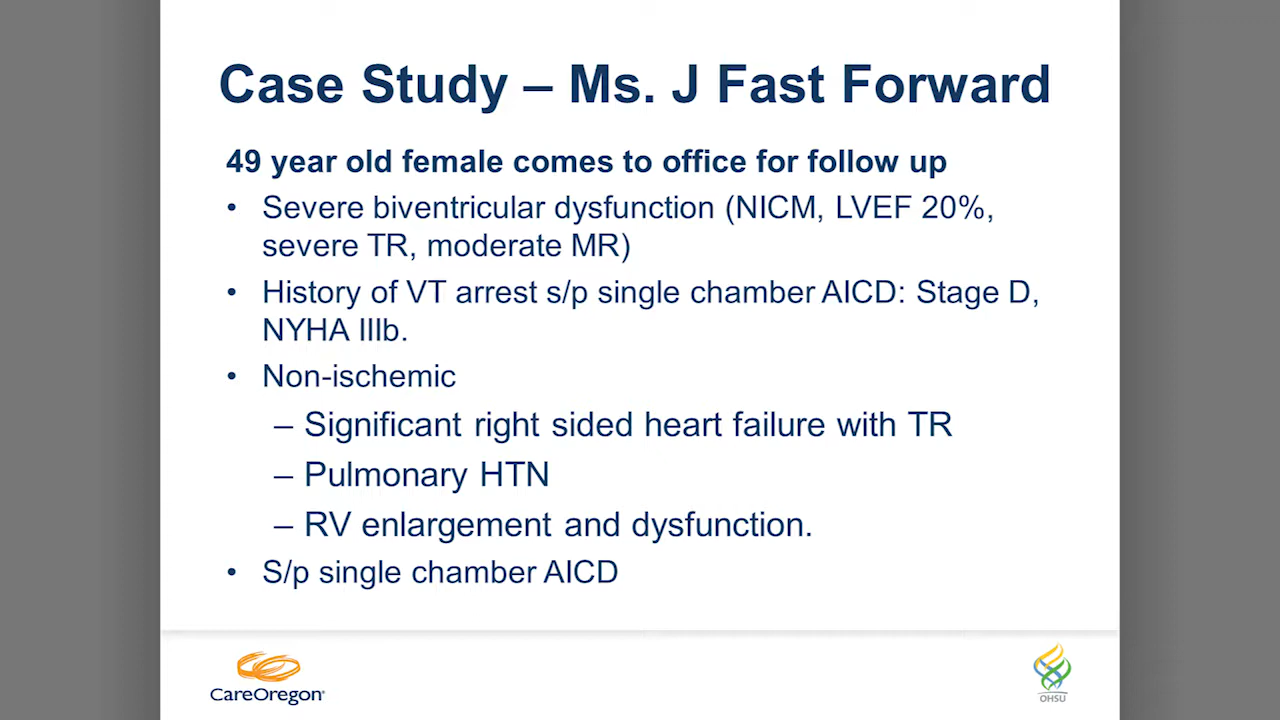 Case Study – Ms. J Fast Forward
49 year old female comes to office for follow up
• Severe biventricular dysfunction (NICM, LVEF 20%,
severe TR, moderate MR)
• History of VT arrest s/p single chamber AICD: Stage D,
NYHA IIIb.
• Non-ischemic
– Significant right sided heart failure with TR
– Pulmonary HTN
– RV enlargement and dysfunction.
• S/p single chamber AICD
CareOregon®
OHSU